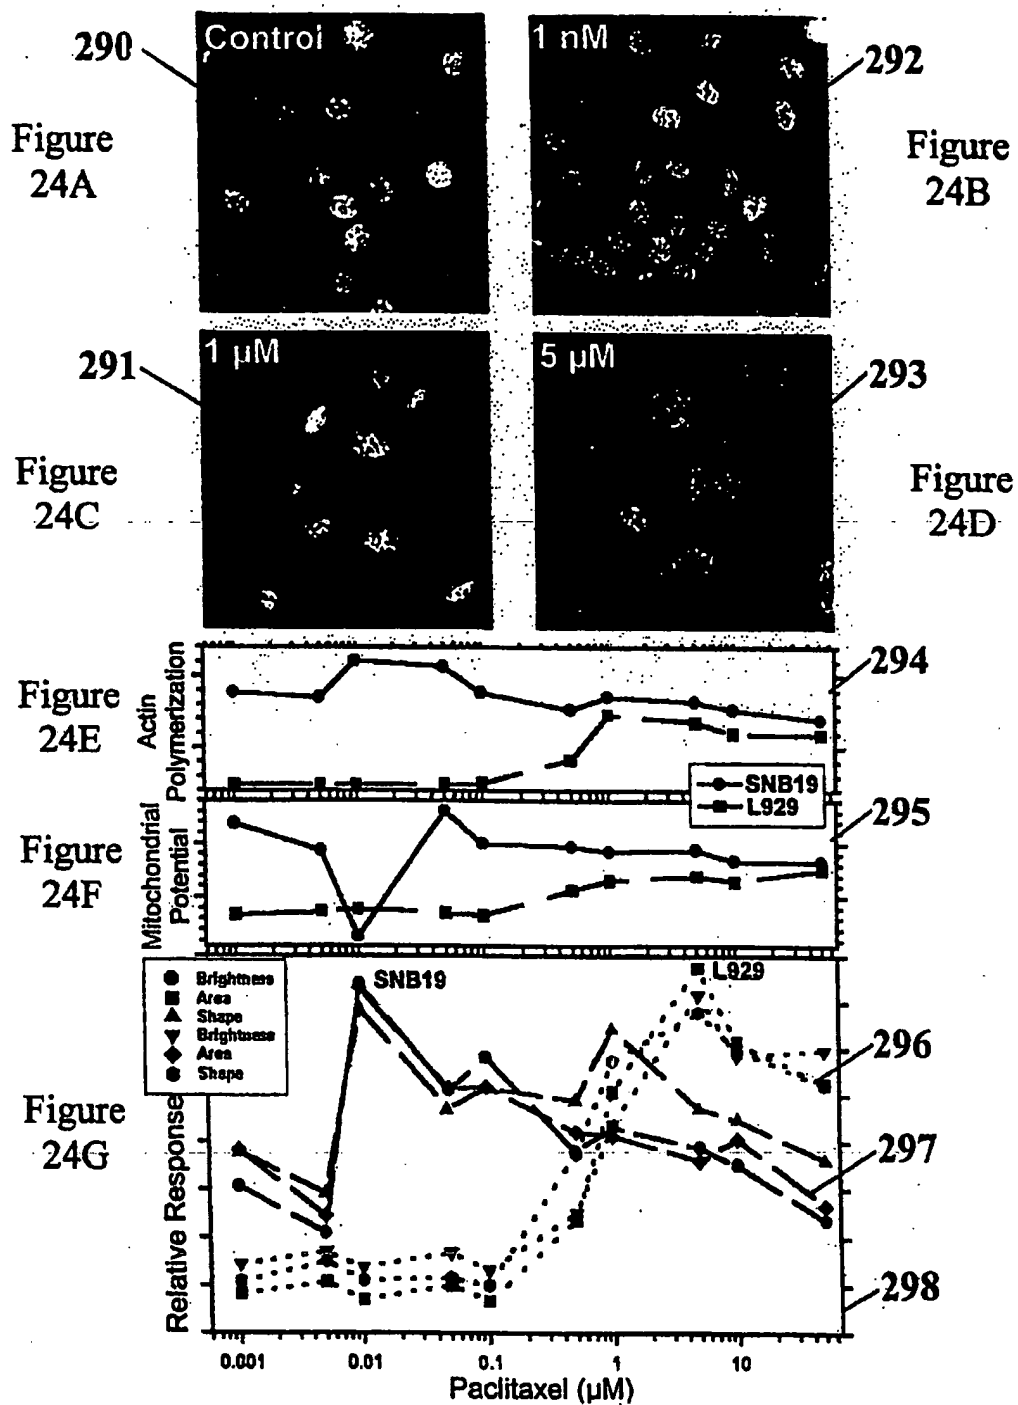 290
Control
1 nM
292
Figure
24A
Figure
24B
291
1 µM
5 µM
293
Figure
24C
Figure
24D
Figure
24E
Actin
Polymerization
294
SNB19
L929
Figure
24F
Mitochondrial
Potential
295
Brightness
Area
Shape
Brightness
Area
Shape
SNB19
L929
296
Figure
24G
Relative Response
297
298
0.001
0.01
0.1
1
10
Paclitaxel (µM)